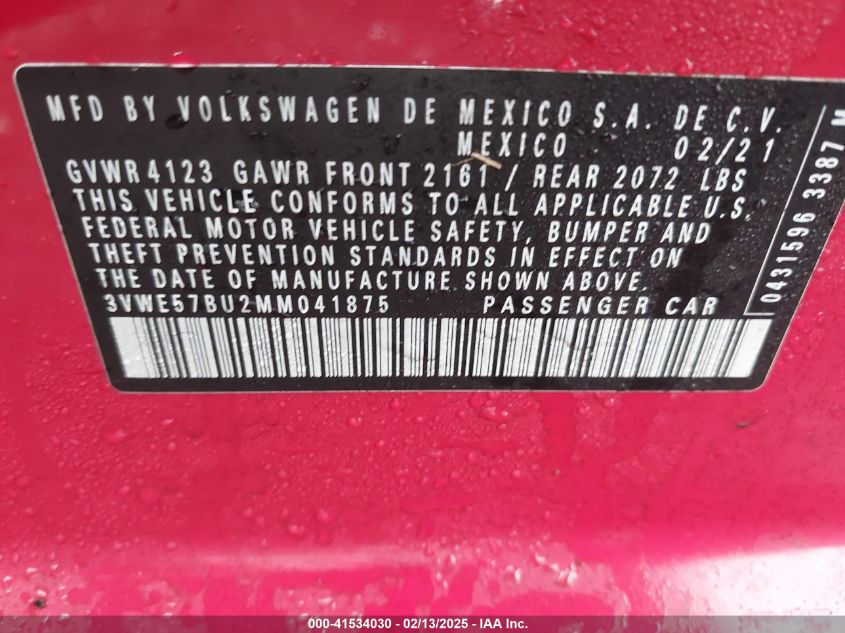 MFD BY VOLKSWAGEN DE MEXICO S.A. DE C.V.
MEXICO 02/21
GVWR 4123 GAWR FRONT 2161 / REAR 2072 LBS
THIS VEHICLE CONFORMS TO ALL APPLICABLE U.S.
FEDERAL MOTOR VEHICLE SAFETY, BUMPER AND
THEFT PREVENTION STANDARDS IN EFFECT ON
THE DATE OF MANUFACTURE SHOWN ABOVE.
3VWE57BU2MM041875 PASSENGER CAR
0431596 3387 M
000-41534030 - 02/13/2025 - IAA Inc.